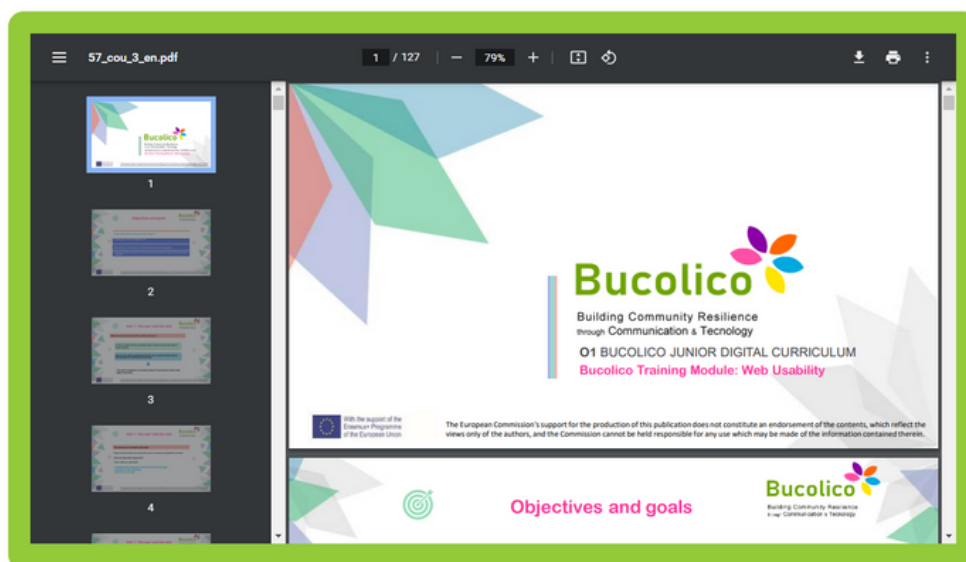 57_cou_3_en.pdf
1 / 127
79%
1
2
3
4
Bucolico
Building Community Resilience
through Communication & Tecnology
O1 BUCOLICO JUNIOR DIGITAL CURRICULUM
Bucolico Training Module: Web Usability
With the support of the
Erasmus+ Programme
of the European Union
The European Commission's support for the production of this publication does not constitute an endorsement of the contents, which reflect the
views only of the authors, and the Commission cannot be held responsible for any use which may be made of the information contained therein.
Objectives and goals
Bucolico
Building Community Resilience
through Communication & Tecnology